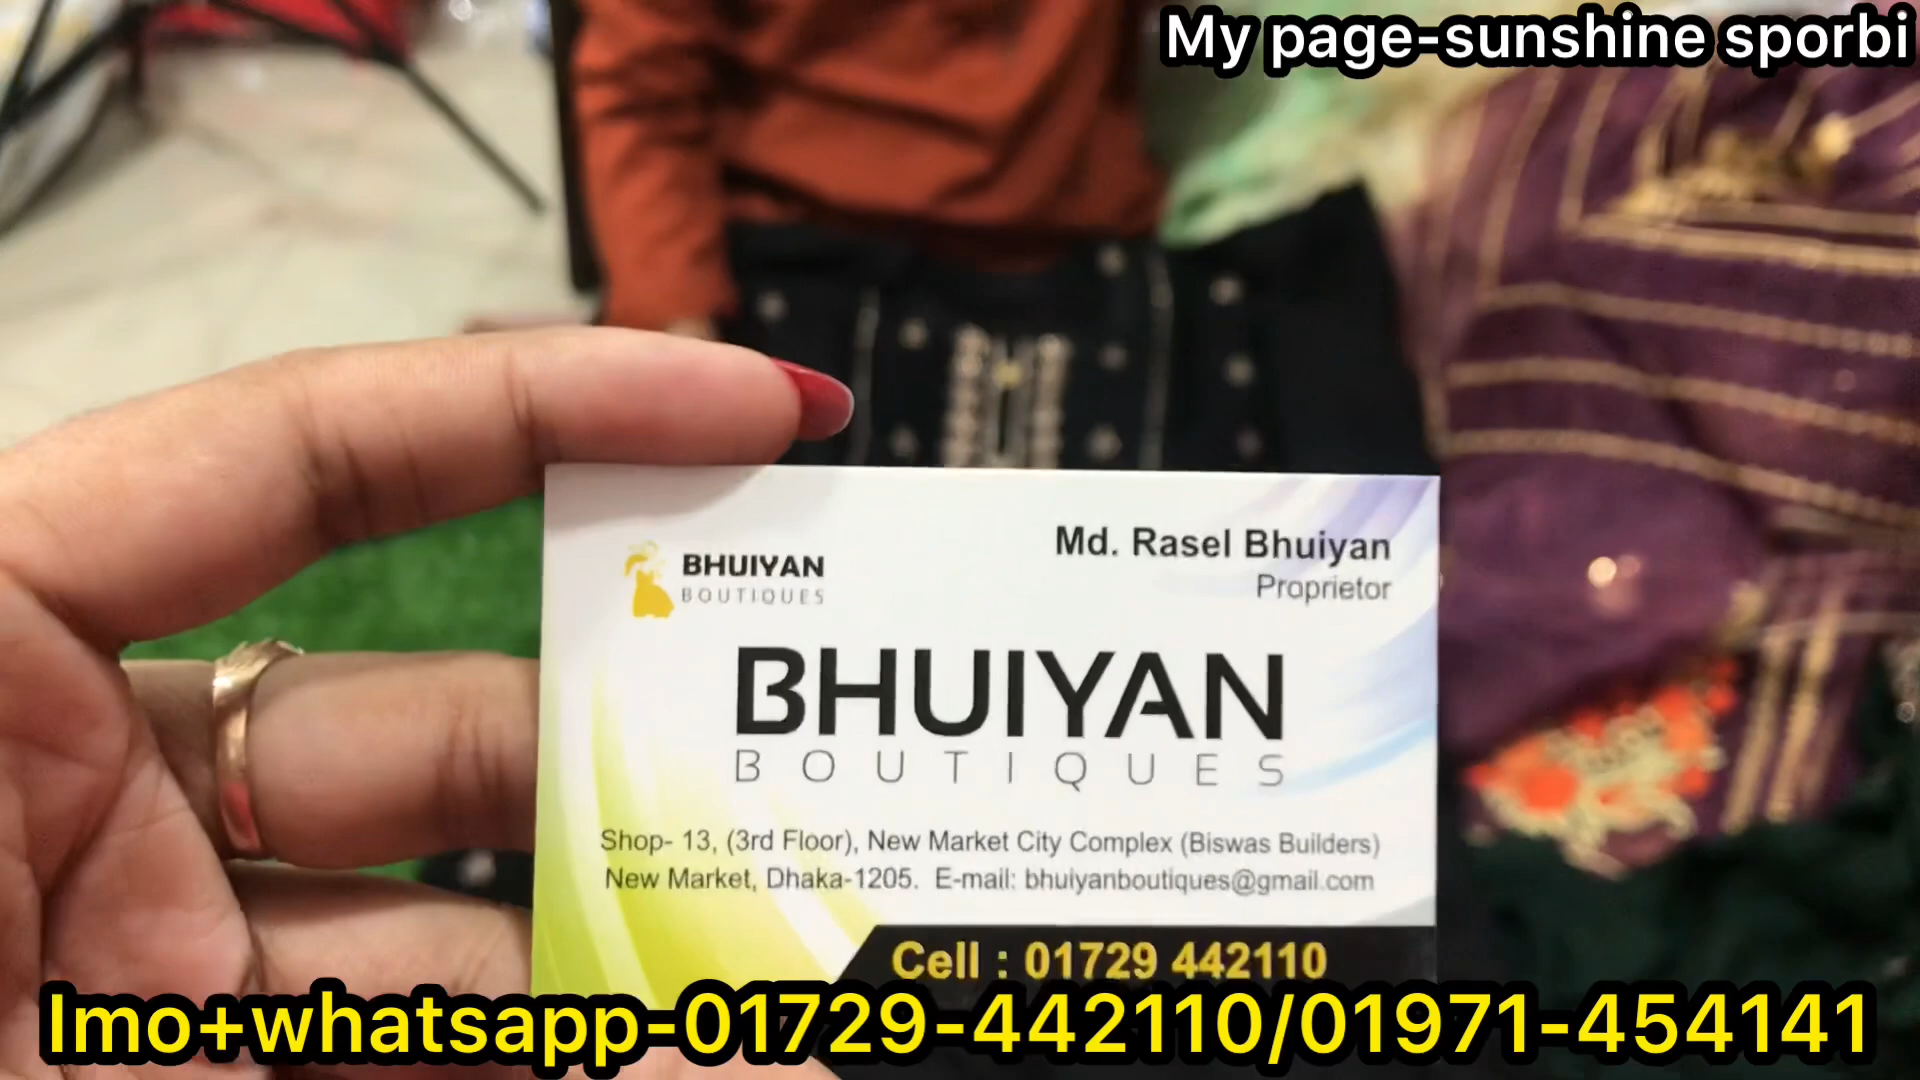 My page-sunshine sporbi
BHUIYAN
BOUTIQUES
Md. Rasel Bhuiyan
Proprietor
BHUIYAN
BOUTIQUES
Shop- 13, (3rd Floor), New Market City Complex (Biswas Builders)
New Market, Dhaka-1205. E-mail: bhuiyanboutiques@gmail.com
Cell : 01729 442110
Imo+whatsapp-01729-442110/01971-454141